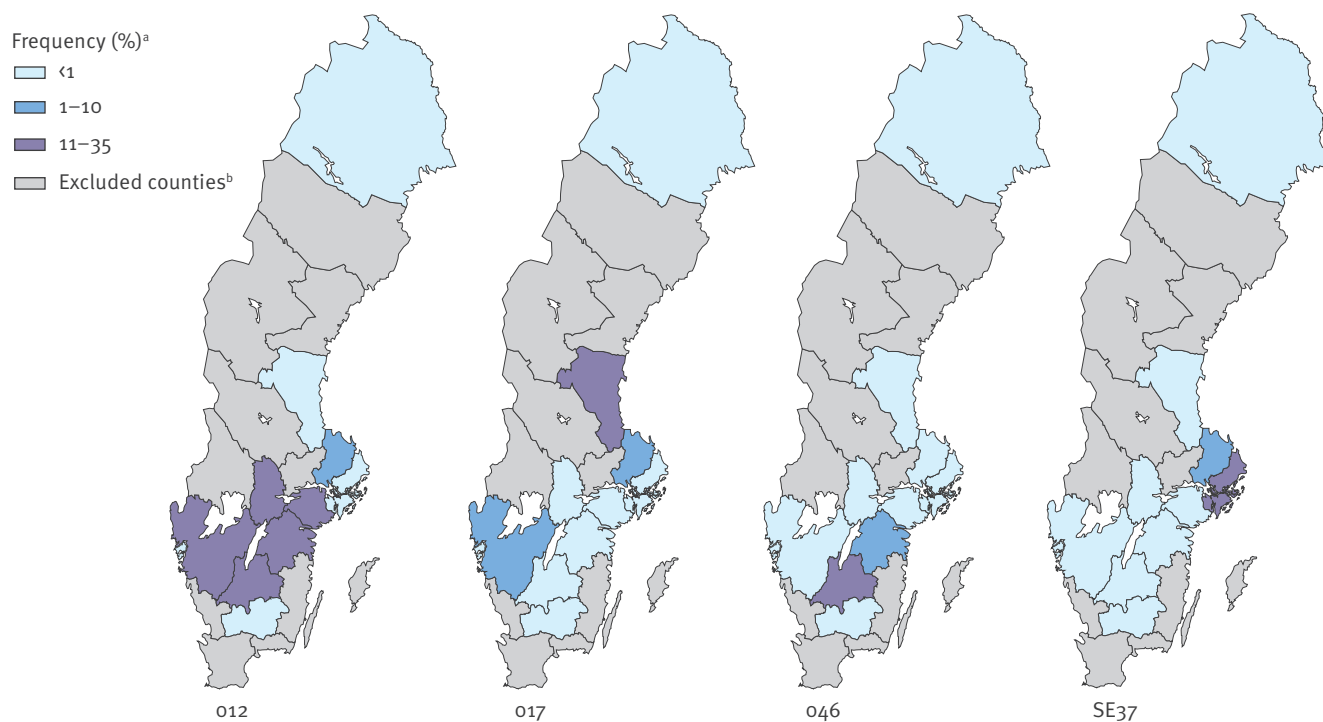 Frequency (%)ᵃ
<1
1–10
11–35
Excluded countiesᵇ
012
017
046
SE37